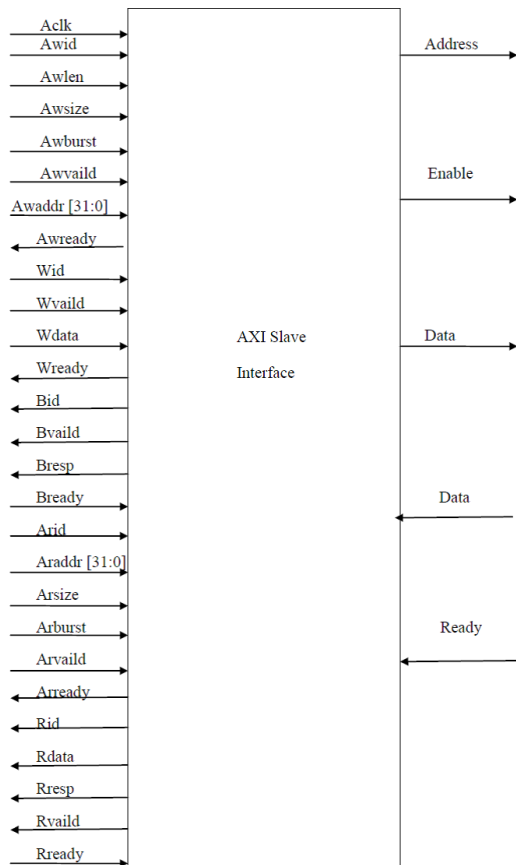 Aclk
Awid
Awlen
Awsize
Awburst
Awvaild
Awaddr [31:0]
Awready
Wid
Wvaild
Wdata
Wready
Bid
Bvaild
Bresp
Bready
Arid
Araddr [31:0]
Arsize
Arburst
Arvaild
Arready
Rid
Rdata
Rresp
Rvaild
Rready
AXI Slave
Interface
Address
Enable
Data
Data
Ready